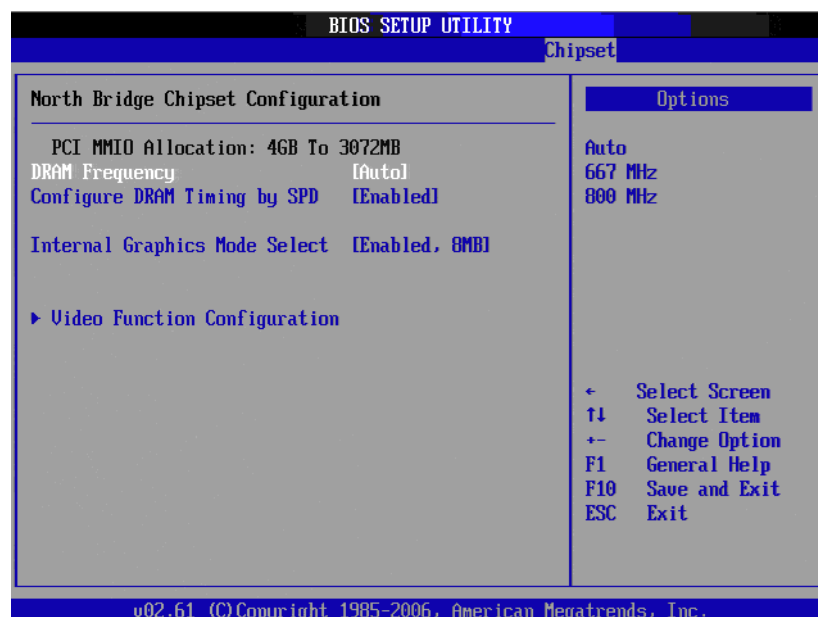 BIOS SETUP UTILITY
Chipset
North Bridge Chipset Configuration
PCI MMIO Allocation: 4GB To 3072MB
DRAM Frequency [Auto]
Configure DRAM Timing by SPD [Enabled]
Internal Graphics Mode Select [Enabled, 8MB]
▶ Video Function Configuration
Options
Auto
667 MHz
800 MHz
← Select Screen
↑↓ Select Item
+- Change Option
F1 General Help
F10 Save and Exit
ESC Exit
v02.61 (C)Copyright 1985-2006, American Megatrends, Inc.